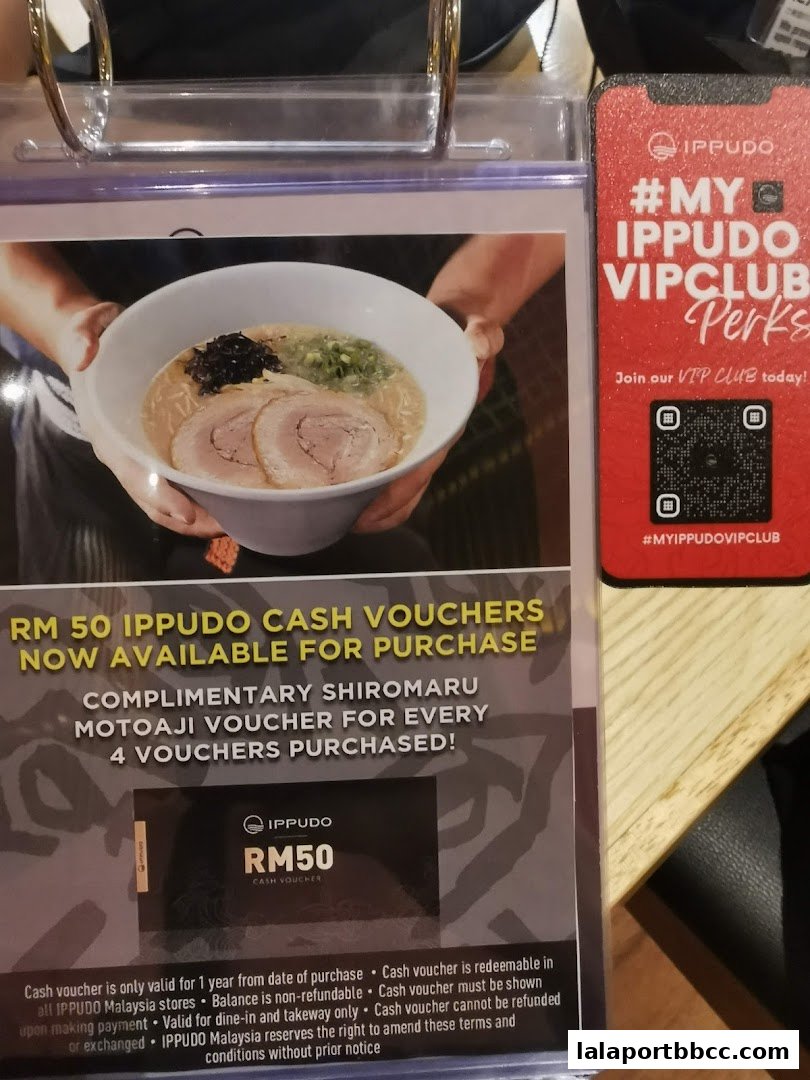 RM 50 IPPUDO CASH VOUCHERS
NOW AVAILABLE FOR PURCHASE
COMPLIMENTARY SHIROMARU
MOTOAJI VOUCHER FOR EVERY
4 VOUCHERS PURCHASED!
IPPUDO
IPPUDO
RM50
CASH VOUCHER
Cash voucher is only valid for 1 year from date of purchase • Cash voucher is redeemable in
all IPPUDO Malaysia stores • Balance is non-refundable • Cash voucher must be shown
upon making payment • Valid for dine-in and takeway only • Cash voucher cannot be refunded
or exchanged • IPPUDO Malaysia reserves the right to amend these terms and
conditions without prior notice
IPPUDO
#MY
IPPUDO
VIPCLUB
Perks
Join our VIP CLUB today!
#MYIPPUDOVIPCLUB
lalaportbbcc.com